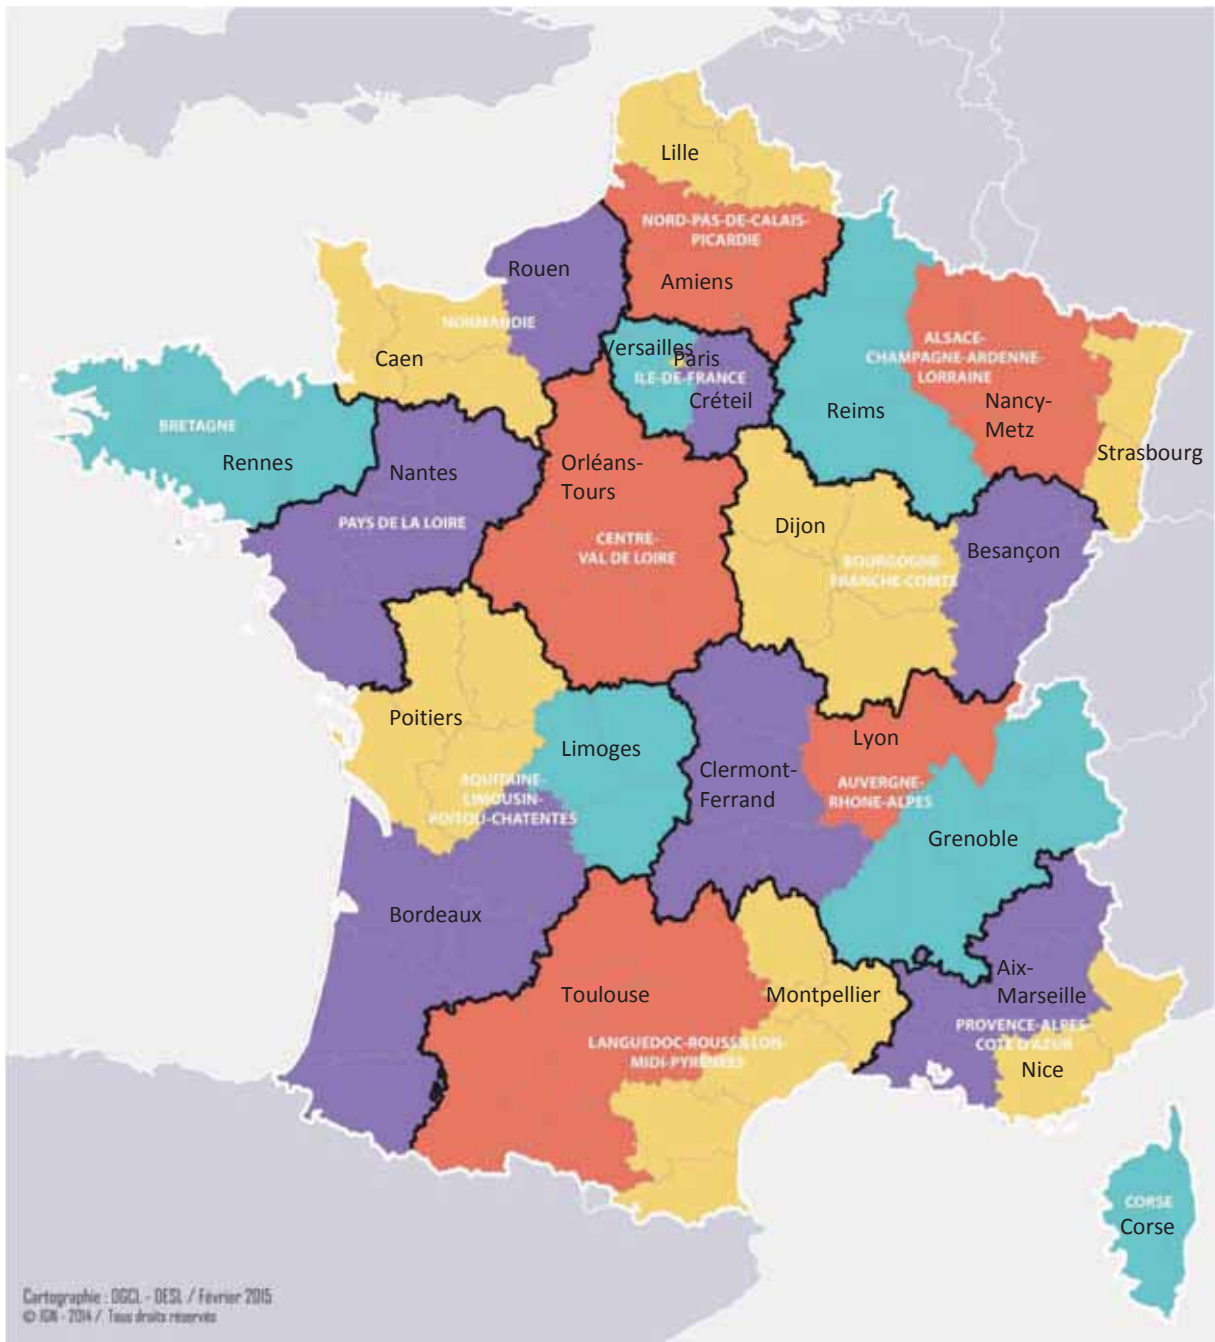 Lille
NORD-PAS-DE-CALAIS-
PICARDIE
Amiens
Rouen
NORMANDIE
Caen
Versailles
Paris
ILE-DE-FRANCE
Créteil
ALSACE-
CHAMPAGNE-ARDENNE-
LORRAINE
Reims
Nancy-
Metz
Strasbourg
BRETAGNE
Rennes
Nantes
PAYS DE LA LOIRE
Orléans-
Tours
CENTRE-
VAL DE LOIRE
Dijon
BOURGOGNE-
FRANCHE-COMTE
Besançon
Poitiers
Limoges
AQUITAINE-
LIMOUSIN-
POITOU-CHATENTES
Clermont-
Ferrand
Lyon
AUVERGNE-
RHONE-ALPES
Grenoble
Bordeaux
Toulouse
Montpellier
LANGUEDOC-ROUSSILLON-
MIDI-PYRENEES
Aix-
Marseille
PROVENCE-ALPES-
COTE D'AZUR
Nice
CORSE
Corse
Cartographie : DGCL - DESL / Février 2015
© IGN - 2014 / Tous droits réservés